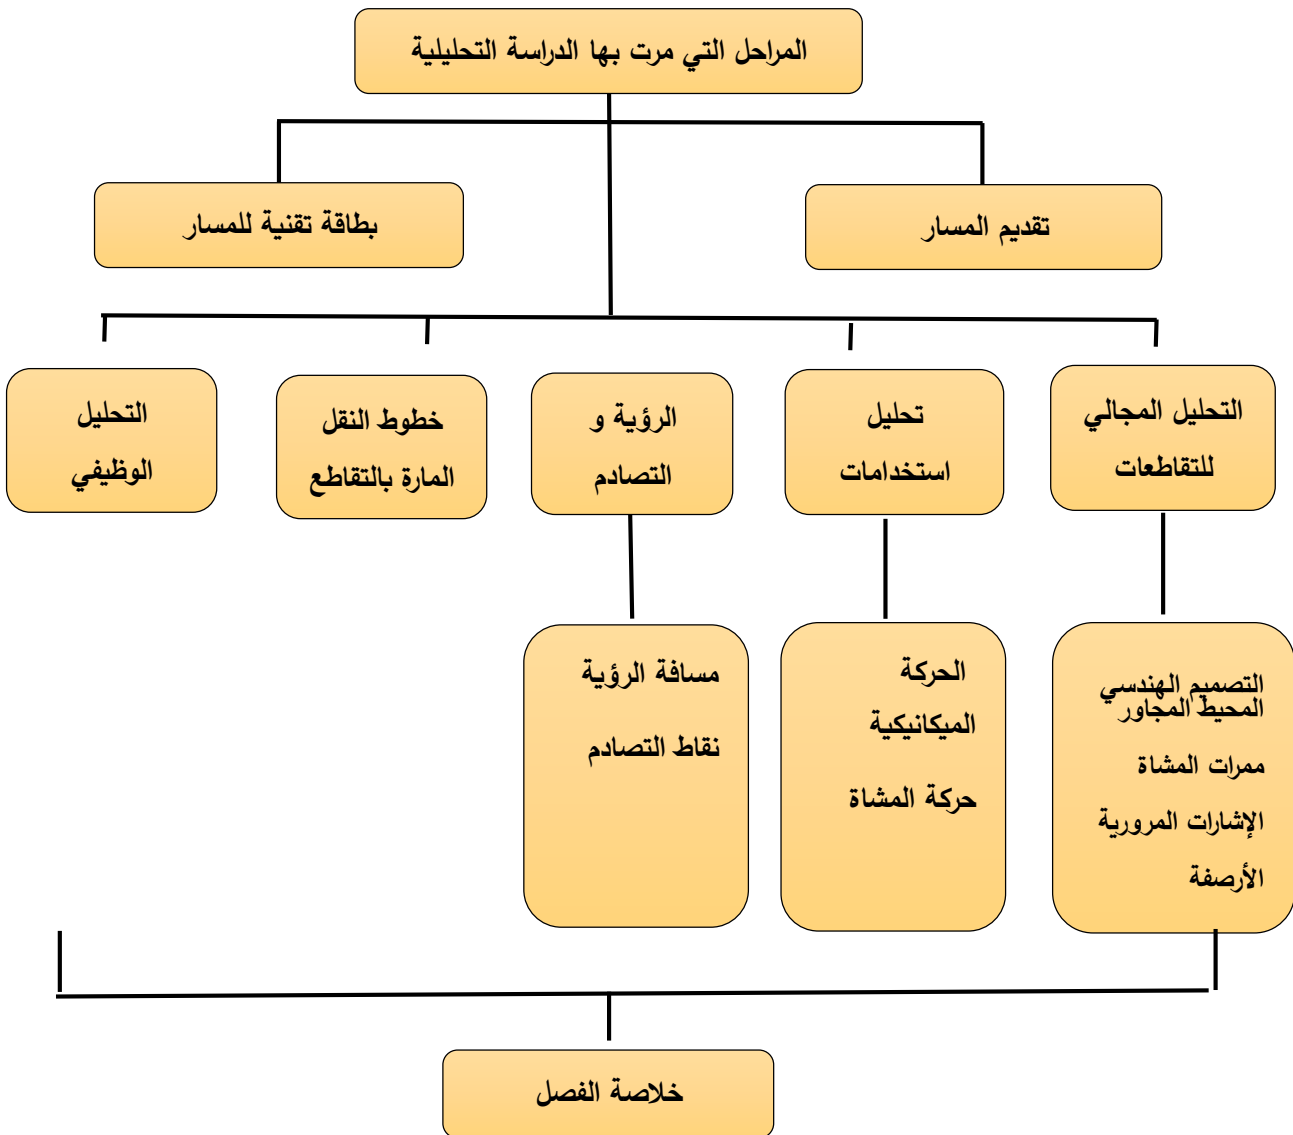 المراحل التي مرت بها الدراسة التحليلية
تقديم المسار
بطاقة تقنية للمسار
التحليل المجالي
للتقاطعات
تحليل
استخدامات
الرؤية و
التصادم
خطوط النقل
المارة بالتقاطع
التحليل
الوظيفي
التصميم الهندسي
المحيط المجاور
ممرات المشاة
الإشارات المرورية
الأرصفة
الحركة
الميكانيكية
حركة المشاة
مسافة الرؤية
نقاط التصادم
خلاصة الفصل